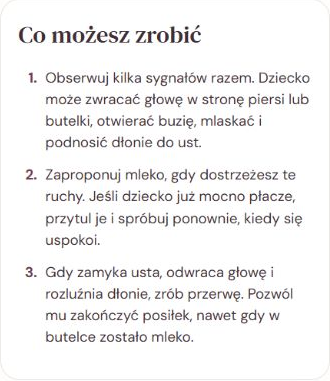 Co możesz zrobić
1. Obserwuj kilka sygnałów razem. Dziecko
może zwracać głowę w stronę piersi lub
butelki, otwierać buzię, mlaskać i
podnosić dłonie do ust.
2. Zaproponuj mleko, gdy dostrzeżesz te
ruchy. Jeśli dziecko już mocno płacze,
przytul je i spróbuj ponownie, kiedy się
uspokoi.
3. Gdy zamyka usta, odwraca głowę i
rozluźnia dłonie, zrób przerwę. Pozwól
mu zakończyć posiłek, nawet gdy w
butelce zostało mleko.